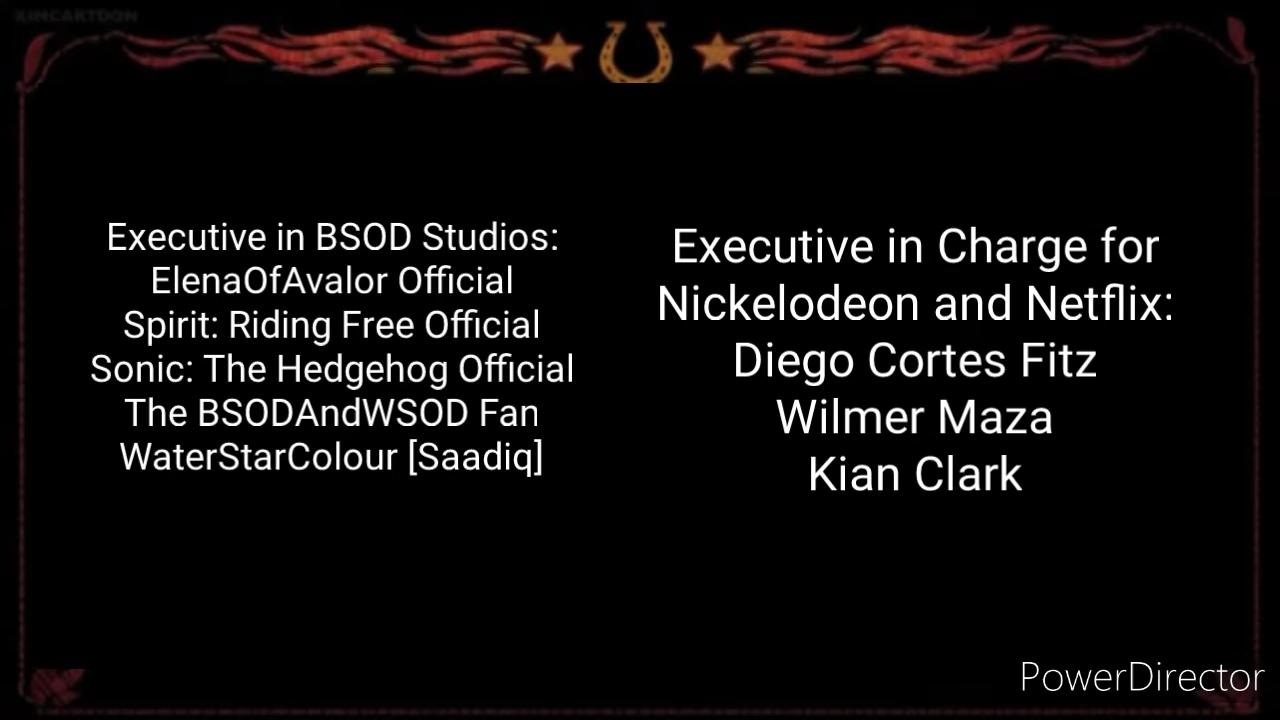 KIMCARTOON
Executive in BSOD Studios:
ElenaOfAvalor Official
Spirit: Riding Free Official
Sonic: The Hedgehog Official
The BSODAndWSOD Fan
WaterStarColour [Saadiq]
Executive in Charge for
Nickelodeon and Netflix:
Diego Cortes Fitz
Wilmer Maza
Kian Clark
PowerDirector